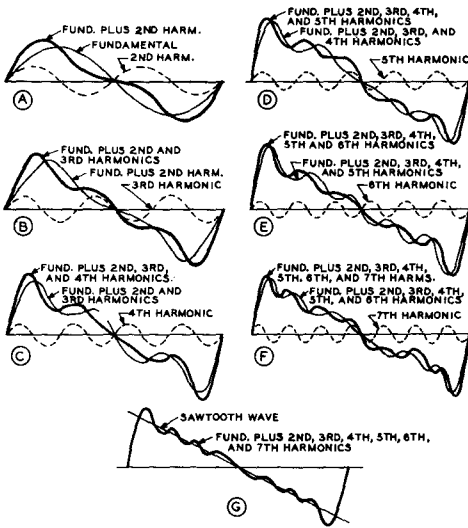 FUND. PLUS 2ND HARM.
FUNDAMENTAL
2ND HARM.
A
FUND. PLUS 2ND AND
3RD HARMONICS
FUND. PLUS 2ND HARM.
3RD HARMONIC
B
FUND. PLUS 2ND, 3RD,
AND 4TH HARMONICS
FUND. PLUS 2ND AND
3RD HARMONICS
4TH HARMONIC
C
FUND. PLUS 2ND, 3RD, 4TH,
AND 5TH HARMONICS
FUND. PLUS 2ND, 3RD, AND
4TH HARMONICS
5TH HARMONIC
D
FUND. PLUS 2ND, 3RD, 4TH,
5TH AND 6TH HARMONICS
FUND. PLUS 2ND, 3RD, 4TH,
AND 5TH HARMONICS
6TH HARMONIC
E
FUND. PLUS 2ND, 3RD, 4TH,
5TH, 6TH, AND 7TH HARMS.
FUND. PLUS 2ND, 3RD, 4TH,
5TH, AND 6TH HARMONICS
7TH HARMONIC
F
SAWTOOTH WAVE
FUND. PLUS 2ND, 3RD, 4TH, 5TH, 6TH,
AND 7TH HARMONICS
G